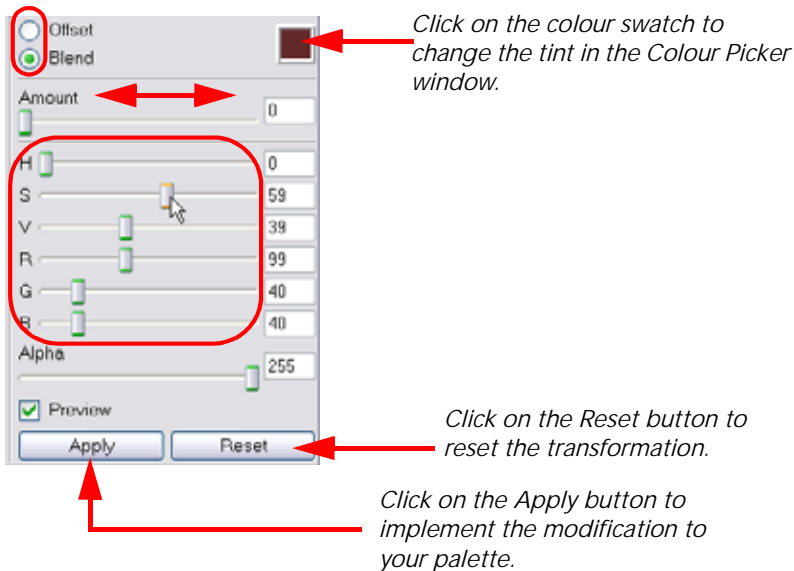 Offset
Blend
Click on the colour swatch to
change the tint in the Colour Picker
window.
Amount
0
H 0
S 59
V 39
R 99
G 40
B 40
Alpha
255
Preview
Apply Reset
Click on the Reset button to
reset the transformation.
Click on the Apply button to
implement the modification to
your palette.